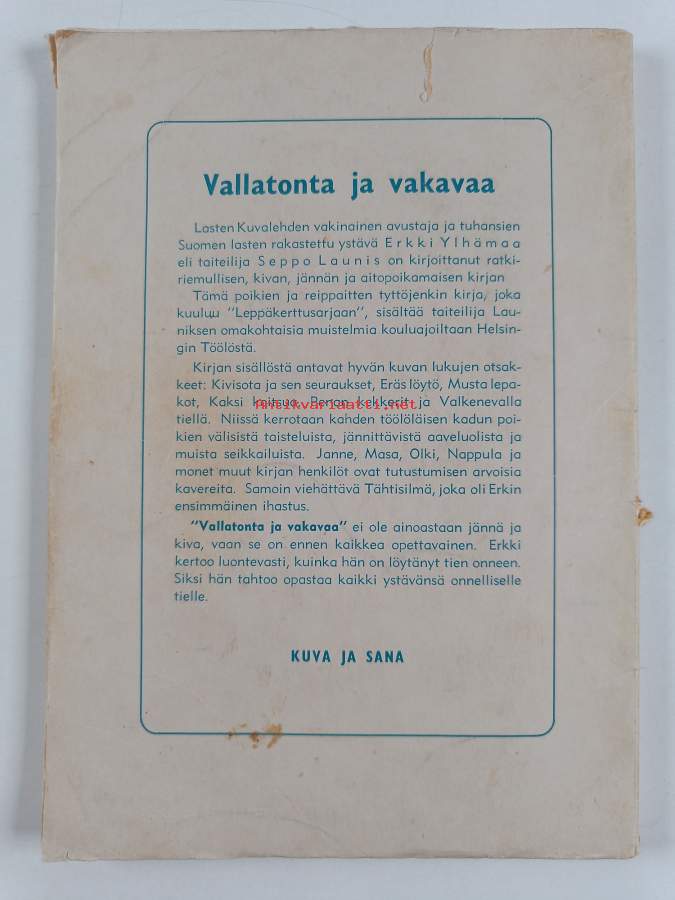 Vallatonta ja vakavaa
Lasten Kuvalehden vakinainen avustaja ja tuhansien
Suomen lasten rakastettu ystävä Erkki Ylhämaa
eli taiteilija Seppo Launis on kirjoittanut ratki-
riemullisen, kivan, jännän ja aitopoikamaisen kirjan
Tämä poikien ja reippaitten tyttöjenkin kirja, joka
kuuluu "Leppäkerttusarjaan", sisältää taiteilija Lau-
niksen omakohtaisia muistelmia kouluajoiltaan Helsin-
gin Töölöstä.
Kirjan sisällöstä antavat hyvän kuvan lukujen otsak-
keet: Kivisota ja sen seuraukset, Eräs löytö, Musta lepa-
kot, Kaksi koitsua, Penan kekkerit ja Valkenevalla
Antikvariaatti.net
tiellä. Niissä kerrotaan kahden töölöläisen kadun poi-
kien välisistä taisteluista, jännittävistä aaveluolista ja
muista seikkailuista. Janne, Masa, Olki, Nappula ja
monet muut kirjan henkilöt ovat tutustumisen arvoisia
kavereita. Samoin viehättävä Tähtisilmä, joka oli Erkin
ensimmäinen ihastus.
"Vallatonta ja vakavaa" ei ole ainoastaan jännä ja
kiva, vaan se on ennen kaikkea opettavainen. Erkki
kertoo luontevasti, kuinka hän on löytänyt tien onneen.
Siksi hän tahtoo opastaa kaikki ystävänsä onnelliselle
tielle.
KUVA JA SANA